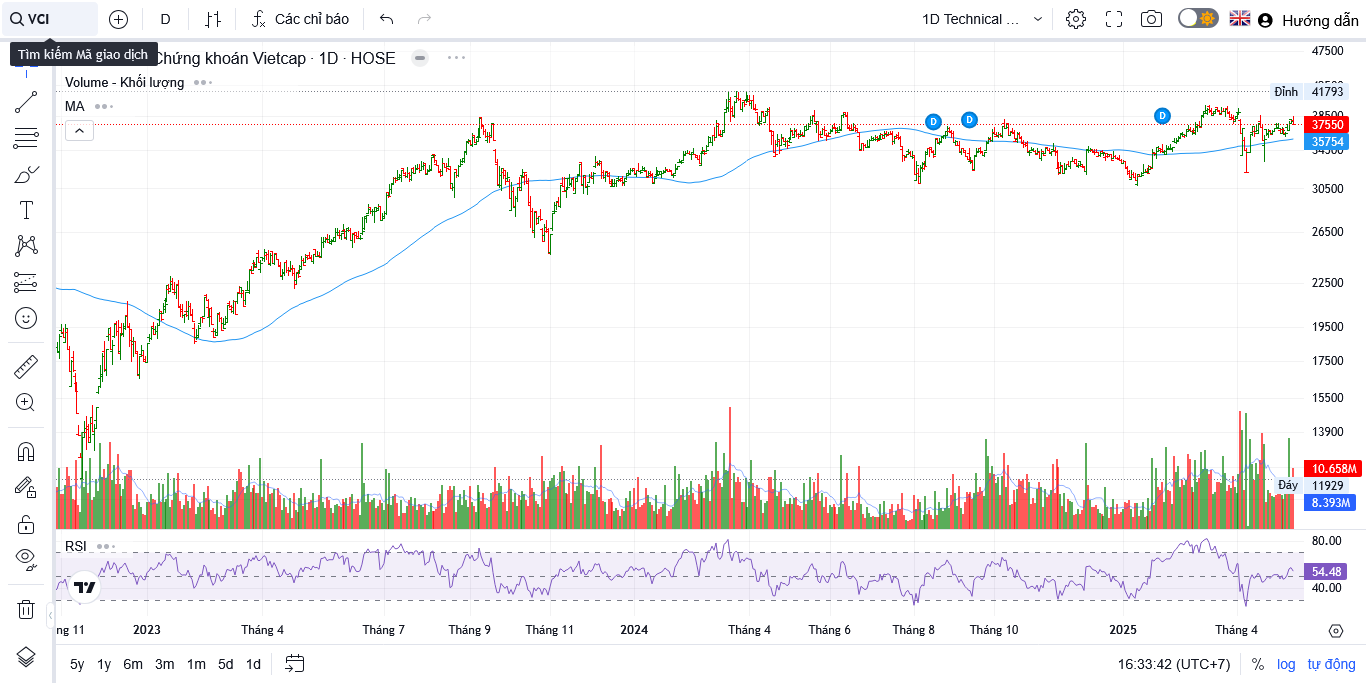 VCI
D
Các chỉ báo
1D Technical ...
Hướng dẫn
Tìm kiếm Mã giao dịch
Chứng khoán Vietcap · 1D · HOSE
Volume - Khối lượng
MA
47500
Đỉnh 41793
38500
37550
35754
34500
30500
26500
22500
19500
17500
15500
13900
10.658M
Đáy 11929
8.393M
D
D
D
RSI
80.00
54.48
40.00
ng 11
2023
Tháng 4
Tháng 7
Tháng 9
Tháng 11
2024
Tháng 4
Tháng 6
Tháng 8
Tháng 10
2025
Tháng 4
5y 1y 6m 3m 1m 5d 1d
16:33:42 (UTC+7)
% log tự động